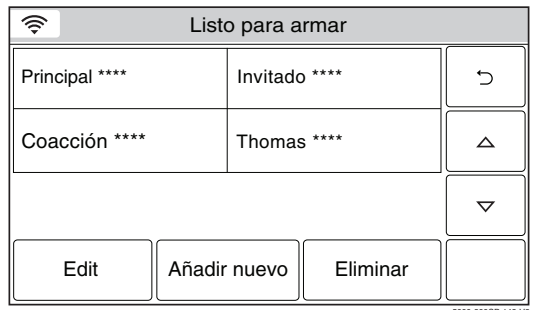 Listo para armar
Principal ****
Invitado ****
Coacción ****
Thomas ****
Edit
Añadir nuevo
Eliminar